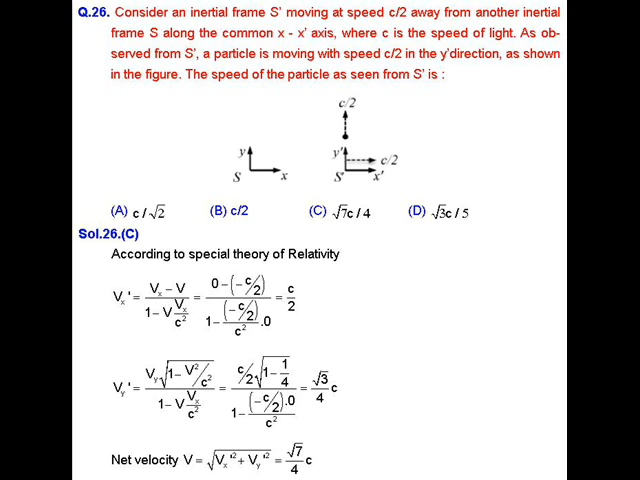 Q.26. Consider an inertial frame S' moving at speed c/2 away from another inertial
frame S along the common x - x' axis, where c is the speed of light. As ob-
served from S', a particle is moving with speed c/2 in the y'direction, as shown
in the figure. The speed of the particle as seen from S' is :
c/2
y
y'
c/2
S
x
S'
x'
(A) c / √2 (B) c/2 (C) √7c / 4 (D) √3c / 5
Sol.26.(C)
According to special theory of Relativity
Vx' = (Vx – V)/(1 – V Vx/c²) = (0 – (–c/2))/(1 – (–c/2)/c² .0) = c/2
Vy' = (Vy√(1 – V²/c²))/(1 – V Vx/c²) = (c/2 √(1 – 1/4))/(1 – (–c/2).0/c²) = √3/4 c
Net velocity V = √(Vx'² + Vy'²) = √7/4 c